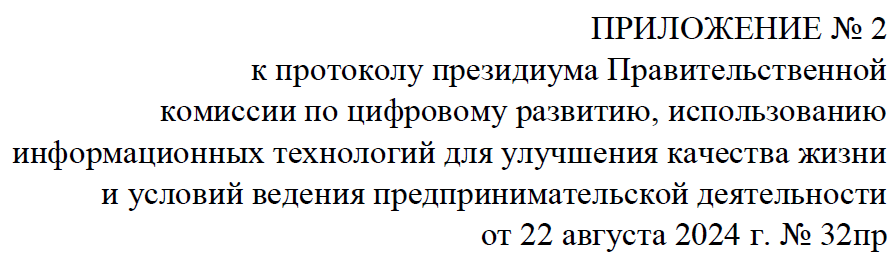 ПРИЛОЖЕНИЕ № 2
к протоколу президиума Правительственной
комиссии по цифровому развитию, использованию
информационных технологий для улучшения качества жизни
и условий ведения предпринимательской деятельности
от 22 августа 2024 г. № 32пр